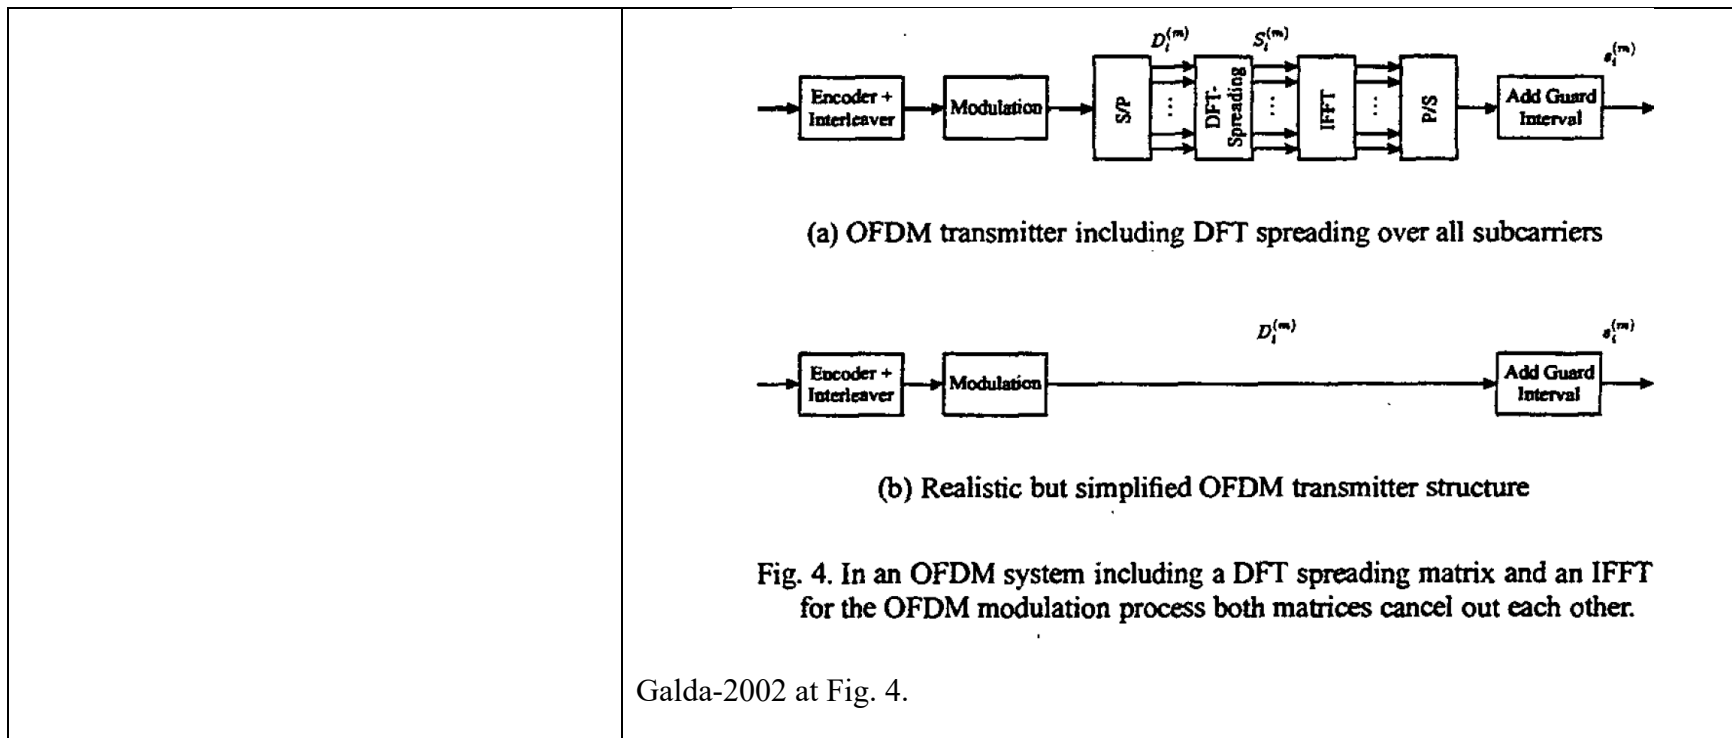 D_i^(m)
S_i^(m)
s_i^(m)
Encoder +
Interleaver
Modulation
S/P
DFT-
Spreading
IFFT
P/S
Add Guard
Interval
(a) OFDM transmitter including DFT spreading over all subcarriers
D_i^(m)
s_i^(m)
Encoder +
Interleaver
Modulation
Add Guard
Interval
(b) Realistic but simplified OFDM transmitter structure
Fig. 4. In an OFDM system including a DFT spreading matrix and an IFFT
for the OFDM modulation process both matrices cancel out each other.
Galda-2002 at Fig. 4.